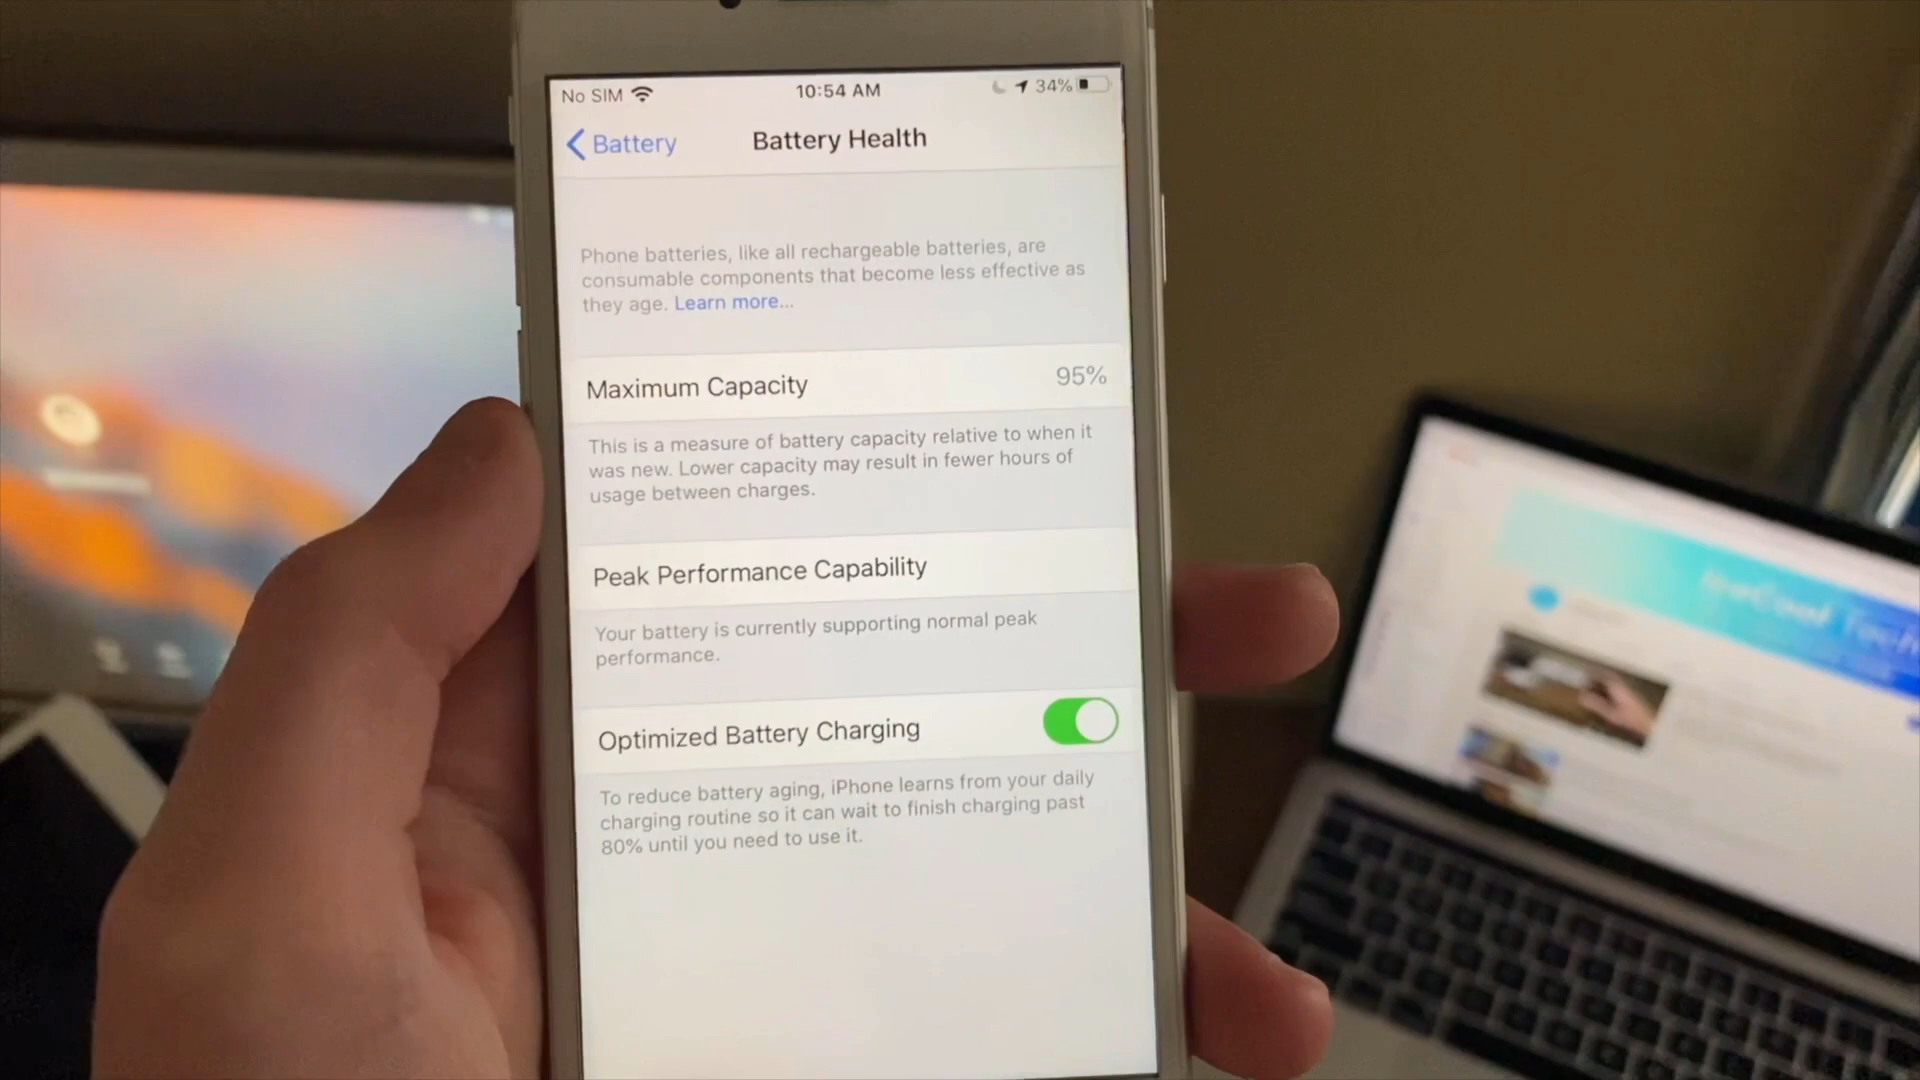 No SIM 10:54 AM 34%
Battery Battery Health
Phone batteries, like all rechargeable batteries, are
consumable components that become less effective as
they age. Learn more...
Maximum Capacity 95%
This is a measure of battery capacity relative to when it
was new. Lower capacity may result in fewer hours of
usage between charges.
Peak Performance Capability
Your battery is currently supporting normal peak
performance.
Optimized Battery Charging
To reduce battery aging, iPhone learns from your daily
charging routine so it can wait to finish charging past
80% until you need to use it.
Tech